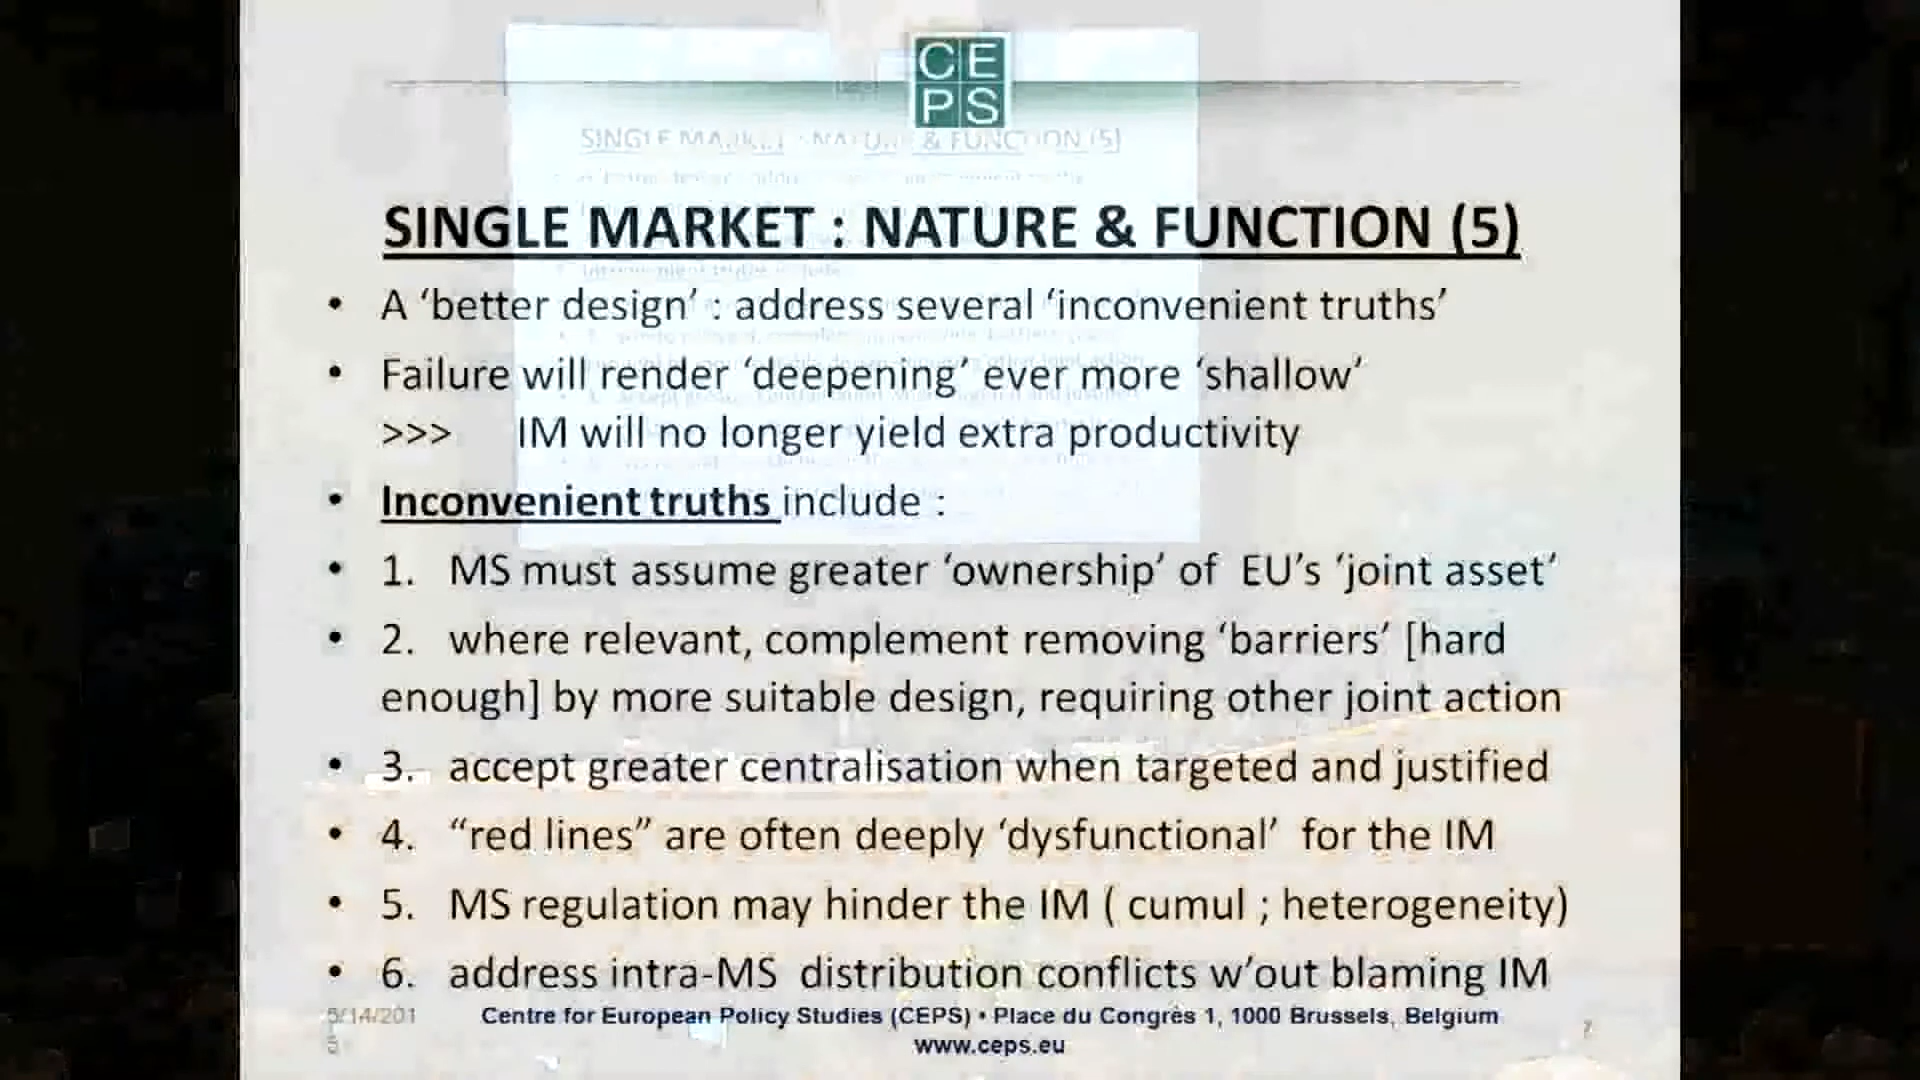 CE
PS
SINGLE MARKET : NATURE & FUNCTION (5)
• A ‘better design’ : address several ‘inconvenient truths’
• Failure will render ‘deepening’ ever more ‘shallow’
>>> IM will no longer yield extra productivity
• Inconvenient truths include :
• 1. MS must assume greater ‘ownership’ of EU’s ‘joint asset’
• 2. where relevant, complement removing ‘barriers’ [hard
enough] by more suitable design, requiring other joint action
• 3. accept greater centralisation when targeted and justified
• 4. “red lines” are often deeply ‘dysfunctional’ for the IM
• 5. MS regulation may hinder the IM ( cumul ; heterogeneity)
• 6. address intra-MS distribution conflicts w’out blaming IM
5/14/201
5
Centre for European Policy Studies (CEPS) • Place du Congrès 1, 1000 Brussels, Belgium
www.ceps.eu
7